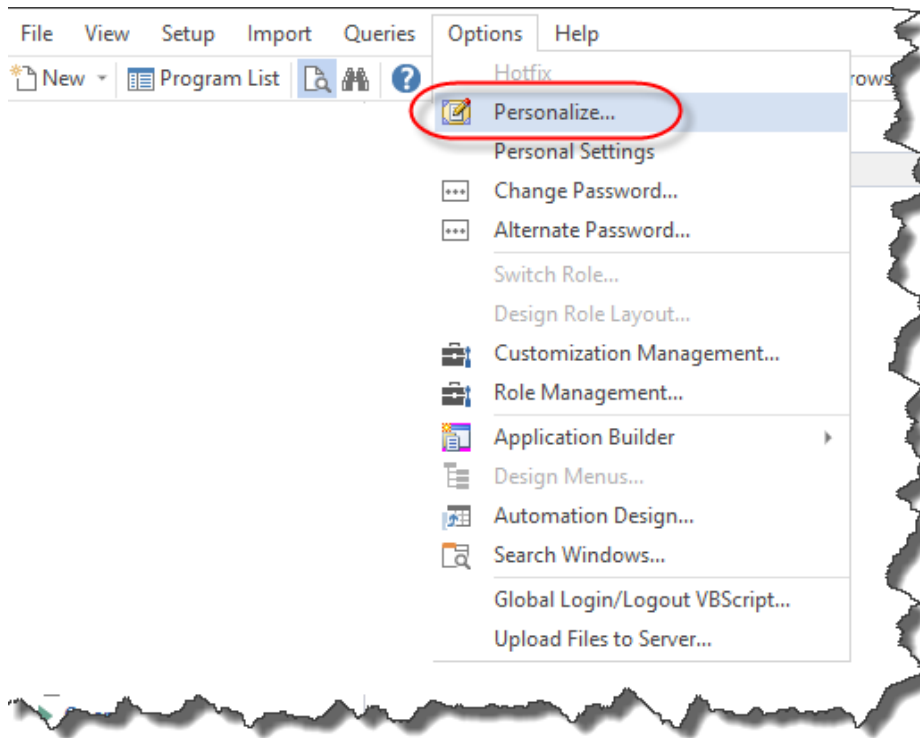 File View Setup Import Queries Options Help
New Program List
Hotfix
Personalize...
Personal Settings
Change Password...
Alternate Password...
Switch Role...
Design Role Layout...
Customization Management...
Role Management...
Application Builder
Design Menus...
Automation Design...
Search Windows...
Global Login/Logout VBScript...
Upload Files to Server...